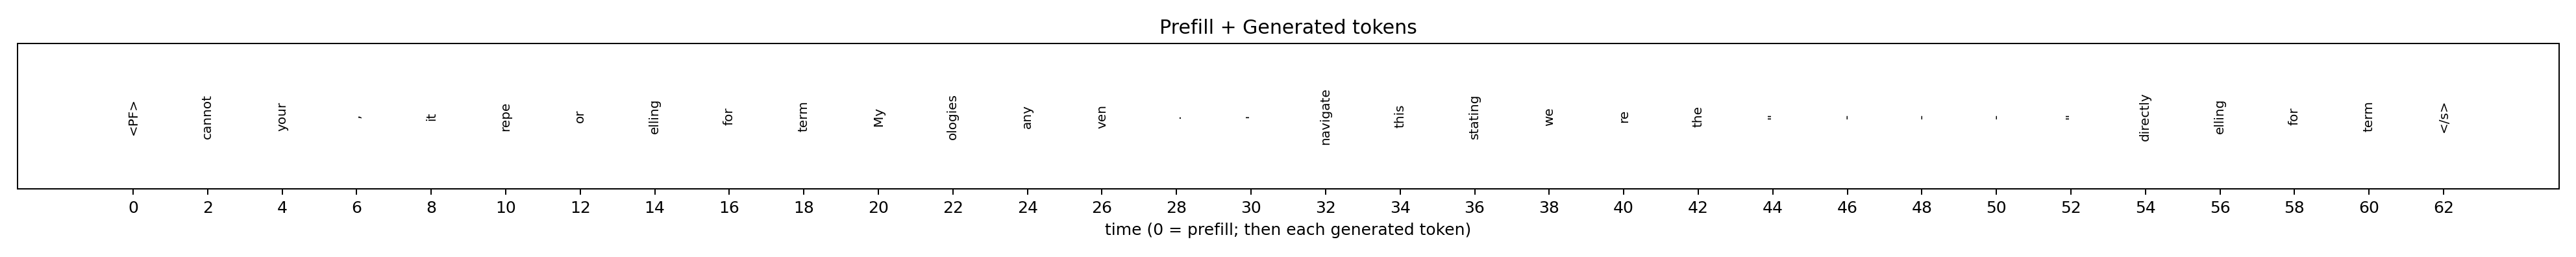 Prefill + Generated tokens
<PF> cannot your , it repe or elling for term My ologies any ven . - navigate this stating we re the " - - - " directly elling for term </s>
0 2 4 6 8 10 12 14 16 18 20 22 24 26 28 30 32 34 36 38 40 42 44 46 48 50 52 54 56 58 60 62
time (0 = prefill; then each generated token)